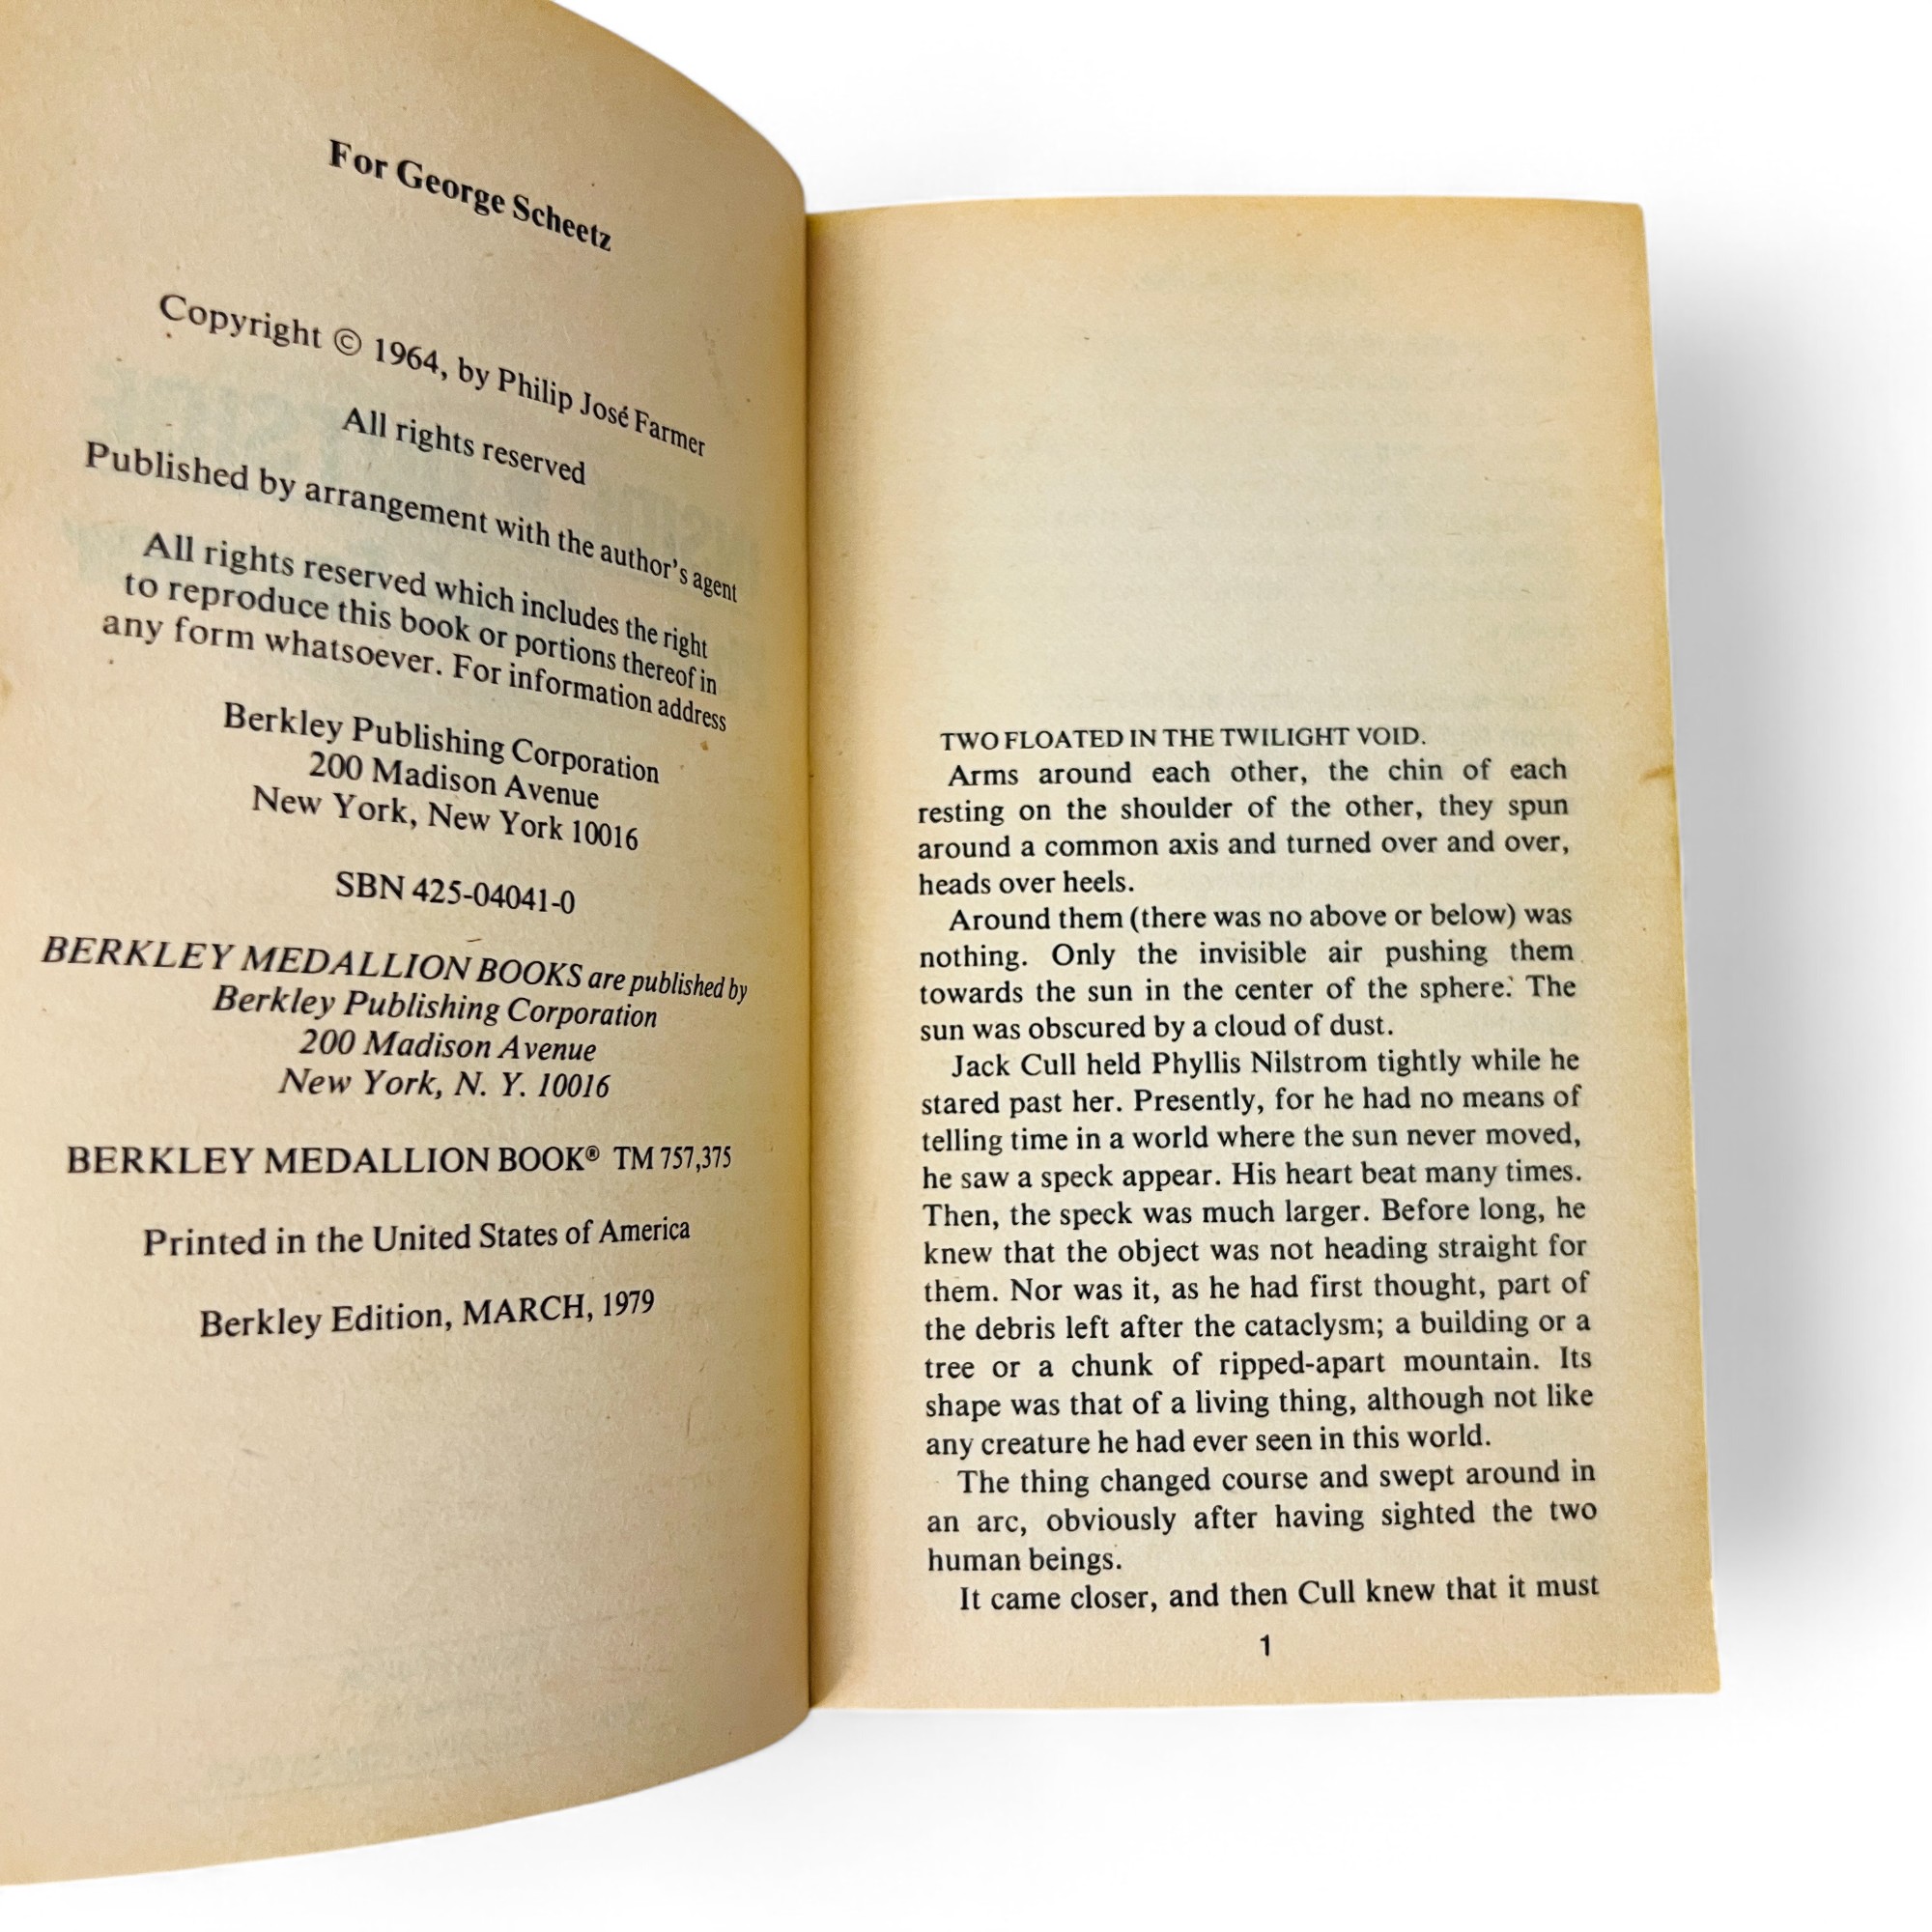 For George Scheetz
Copyright © 1964, by Philip José Farmer
All rights reserved
Published by arrangement with the author's agent
All rights reserved which includes the right
to reproduce this book or portions thereof in
any form whatsoever. For information address
Berkley Publishing Corporation
200 Madison Avenue
New York, New York 10016
SBN 425-04041-0
BERKLEY MEDALLION BOOKS are published by
Berkley Publishing Corporation
200 Madison Avenue
New York, N. Y. 10016
BERKLEY MEDALLION BOOK® TM 757,375
Printed in the United States of America
Berkley Edition, MARCH, 1979
TWO FLOATED IN THE TWILIGHT VOID.
Arms around each other, the chin of each
resting on the shoulder of the other, they spun
around a common axis and turned over and over,
heads over heels.
Around them (there was no above or below) was
nothing. Only the invisible air pushing them
towards the sun in the center of the sphere. The
sun was obscured by a cloud of dust.
Jack Cull held Phyllis Nilstrom tightly while he
stared past her. Presently, for he had no means of
telling time in a world where the sun never moved,
he saw a speck appear. His heart beat many times.
Then, the speck was much larger. Before long, he
knew that the object was not heading straight for
them. Nor was it, as he had first thought, part of
the debris left after the cataclysm; a building or a
tree or a chunk of ripped-apart mountain. Its
shape was that of a living thing, although not like
any creature he had ever seen in this world.
The thing changed course and swept around in
an arc, obviously after having sighted the two
human beings.
It came closer, and then Cull knew that it must
1